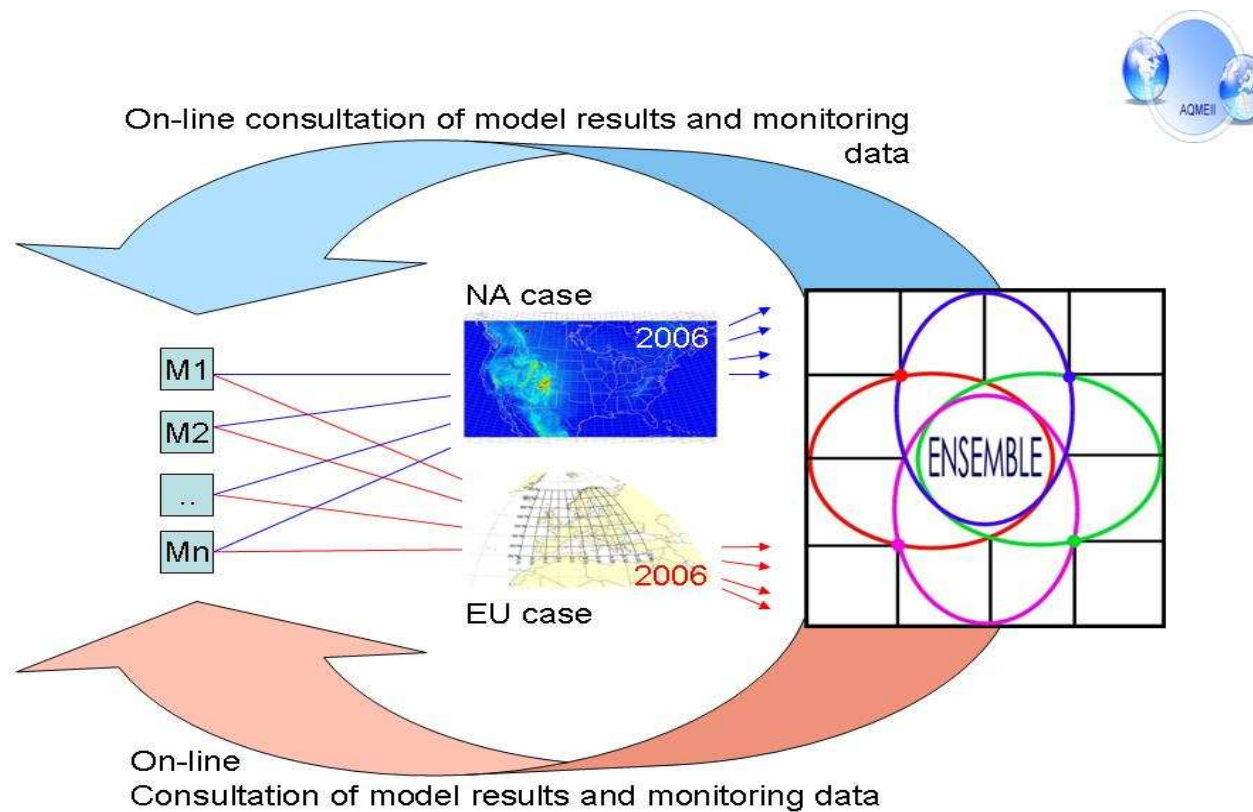 AQMEII
On-line consultation of model results and monitoring
data
NA case
2006
M1
M2
..
Mn
ENSEMBLE
2006
EU case
On-line
Consultation of model results and monitoring data